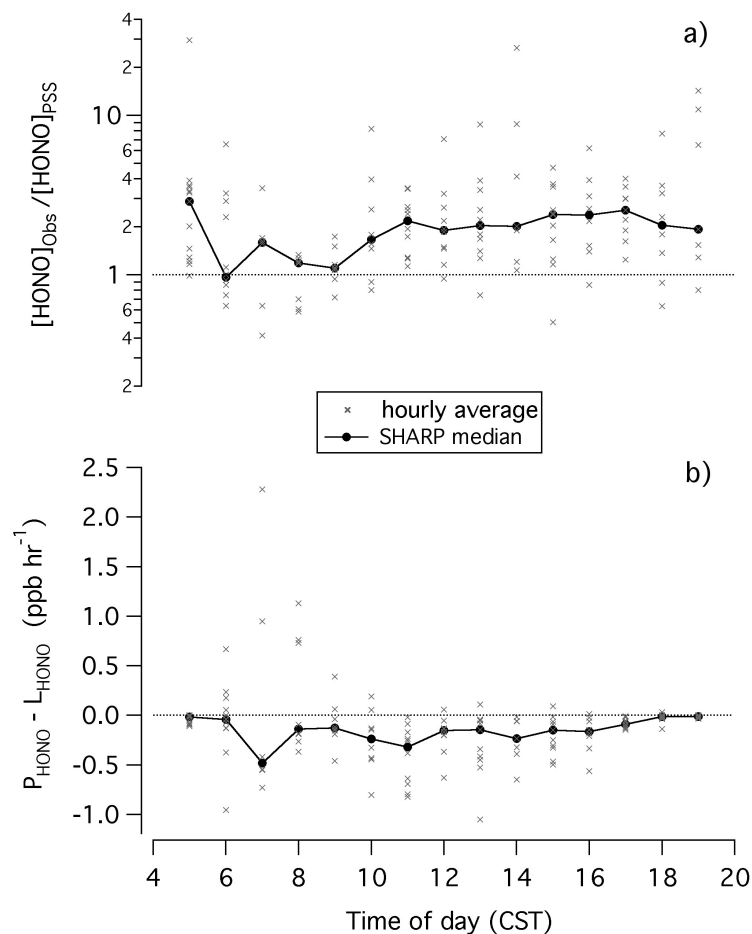 a)
4
2
10
6
4
2
1
6
4
2
[HONO]Obs /[HONO]PSS
hourly average
SHARP median
b)
2.5
2.0
1.5
1.0
0.5
0.0
-0.5
-1.0
PHONO - LHONO (ppb hr-1)
4 6 8 10 12 14 16 18 20
Time of day (CST)